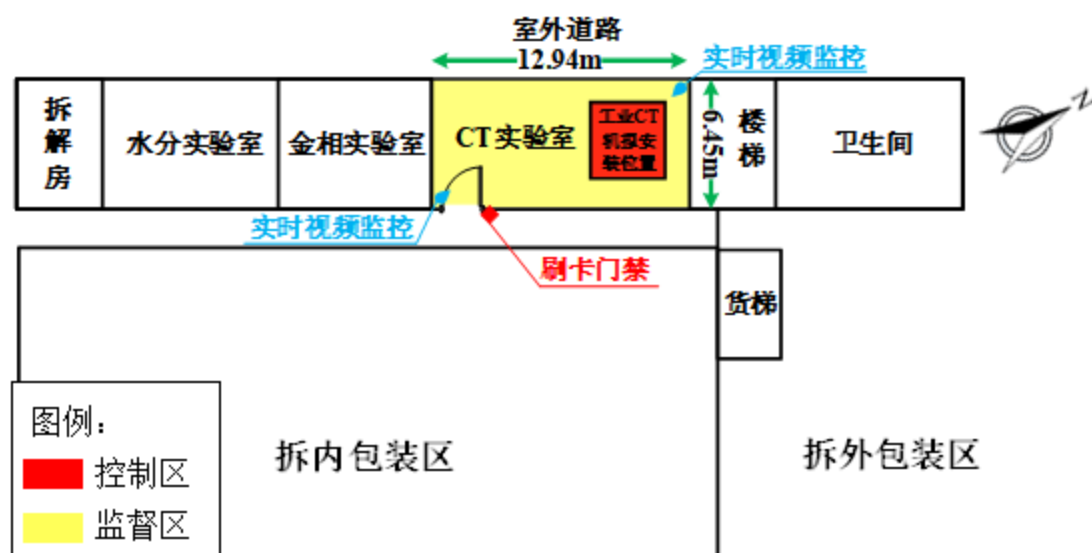 室外道路
12.94m
实时视频监控
拆解房
水分实验室
金相实验室
CT实验室
工业CT
机拟安
装位置
6.45m
楼梯
卫生间
N
实时视频监控
刷卡门禁
货梯
图例：
控制区
监督区
拆内包装区
拆外包装区